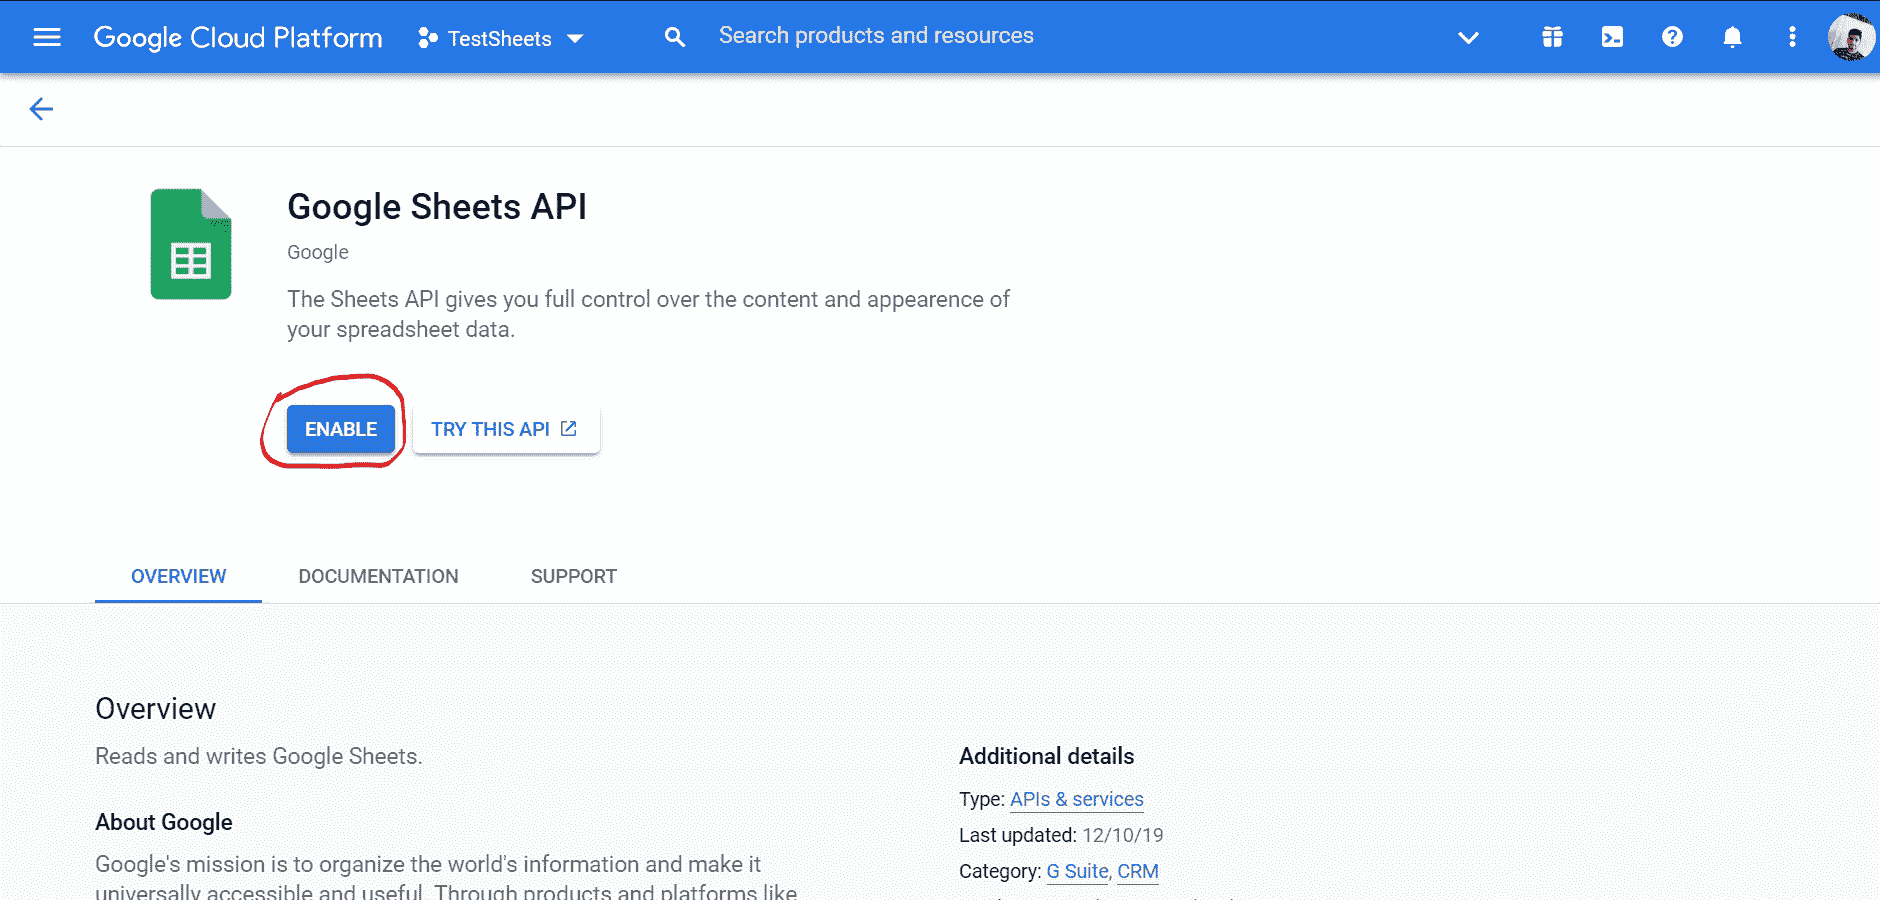 Google Cloud Platform
TestSheets
Search products and resources
Google Sheets API
Google
The Sheets API gives you full control over the content and appearence of
your spreadsheet data.
ENABLE
TRY THIS API
OVERVIEW
DOCUMENTATION
SUPPORT
Overview
Reads and writes Google Sheets.
About Google
Google's mission is to organize the world's information and make it
universally accessible and useful. Through products and platforms like
Additional details
Type: APIs & services
Last updated: 12/10/19
Category: G Suite, CRM